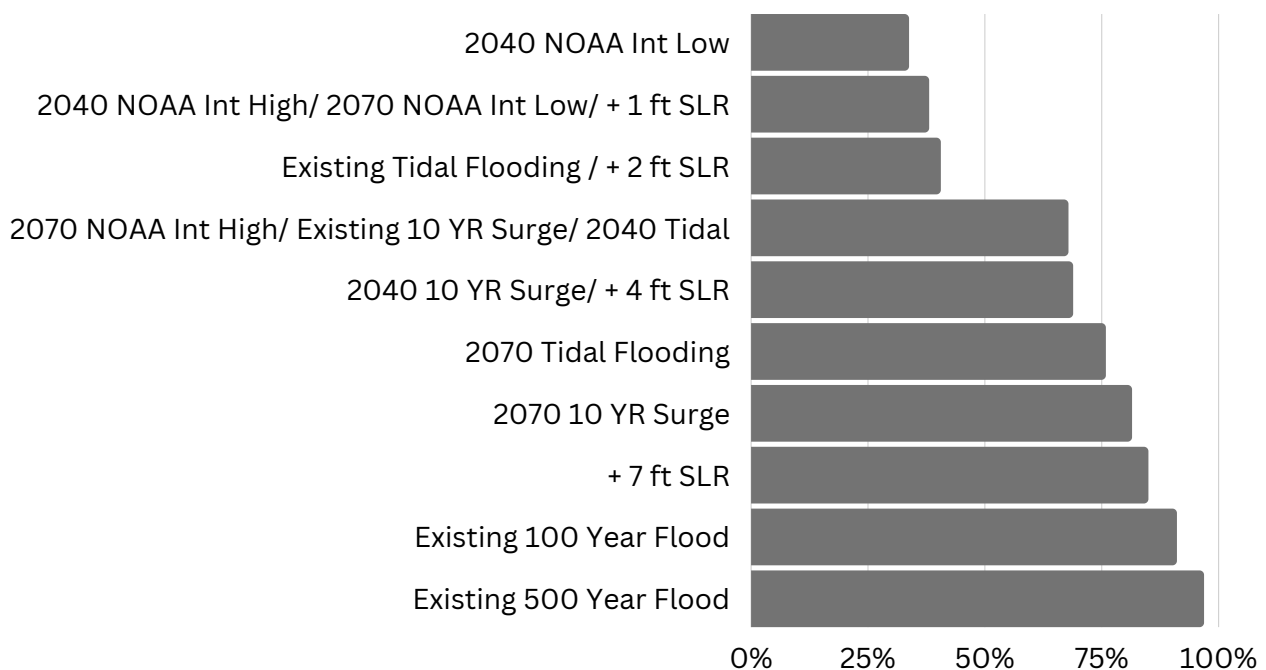 2040 NOAA Int Low
2040 NOAA Int High/ 2070 NOAA Int Low/ + 1 ft SLR
Existing Tidal Flooding / + 2 ft SLR
2070 NOAA Int High/ Existing 10 YR Surge/ 2040 Tidal
2040 10 YR Surge/ + 4 ft SLR
2070 Tidal Flooding
2070 10 YR Surge
+ 7 ft SLR
Existing 100 Year Flood
Existing 500 Year Flood
0% 25% 50% 75% 100%